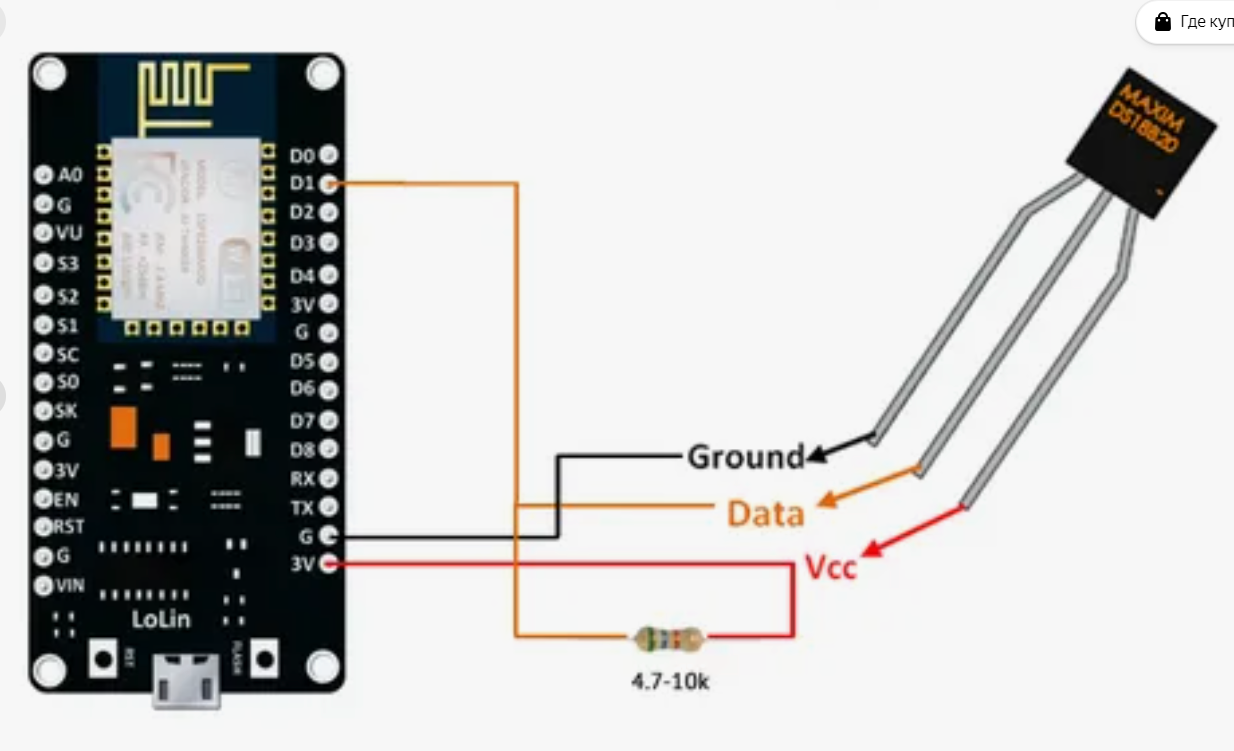 Где куп
MAXIM
DS18B20
A0
G
VU
S3
S2
S1
SC
S0
SK
G
3V
EN
RST
G
VIN
D0
D1
D2
D3
D4
3V
G
D5
D6
D7
D8
RX
TX
G
3V
Ground
Data
Vcc
LoLin
RST
FLASH
4.7-10k